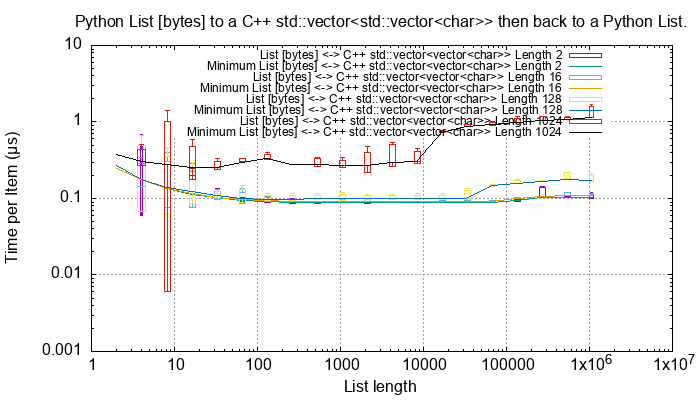 Python List [bytes] to a C++ std::vector<std::vector<char>> then back to a Python List.
10
List [bytes] <-> C++ std::vector<vector<char>> Length 2
Minimum List [bytes] <-> C++ std::vector<vector<char>> Length 2
List [bytes] <-> C++ std::vector<vector<char>> Length 16
Minimum List [bytes] <-> C++ std::vector<vector<char>> Length 16
List [bytes] <-> C++ std::vector<vector<char>> Length 128
Minimum List [bytes] <-> C++ std::vector<vector<char>> Length 128
List [bytes] <-> C++ std::vector<vector<char>> Length 1024
Minimum List [bytes] <-> C++ std::vector<vector<char>> Length 1024
1
0.1
0.01
0.001
Time per Item (µs)
1 10 100 1000 10000 100000 1x10^6 1x10^7
List length